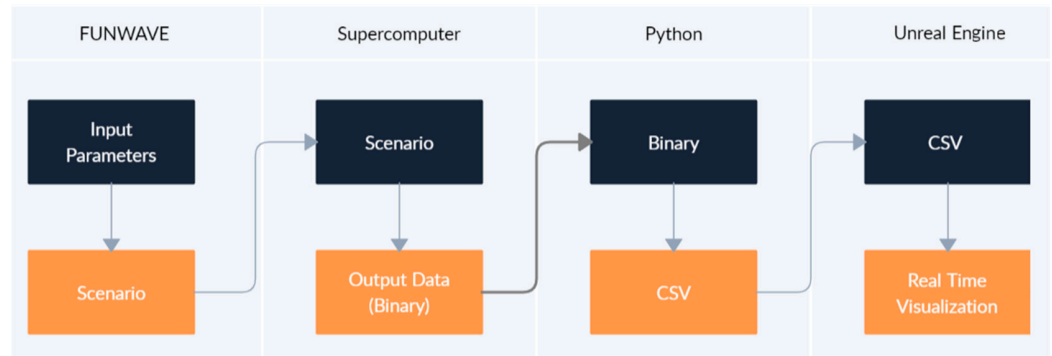 FUNWAVE
Supercomputer
Python
Unreal Engine
Input
Parameters
Scenario
Binary
CSV
Scenario
Output Data
(Binary)
CSV
Real Time
Visualization